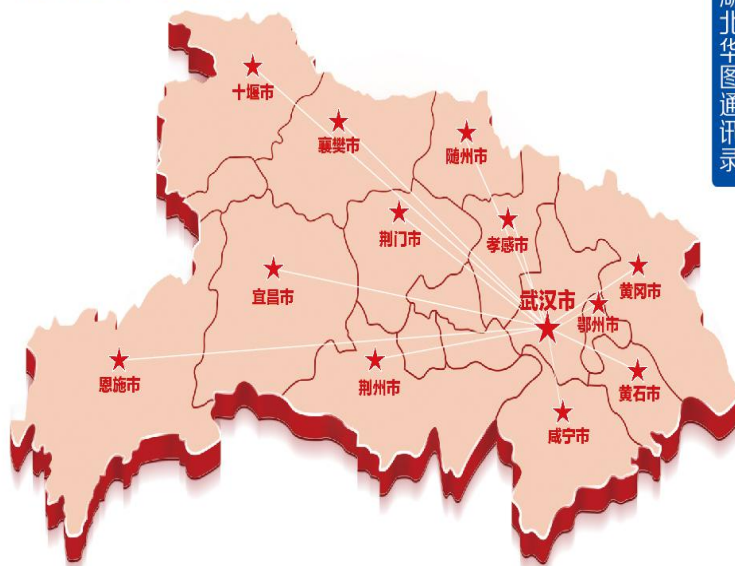 湖北华图通讯录
十堰市
襄樊市
随州市
荆门市
孝感市
宜昌市
武汉市
黄冈市
鄂州市
恩施市
荆州市
黄石市
咸宁市